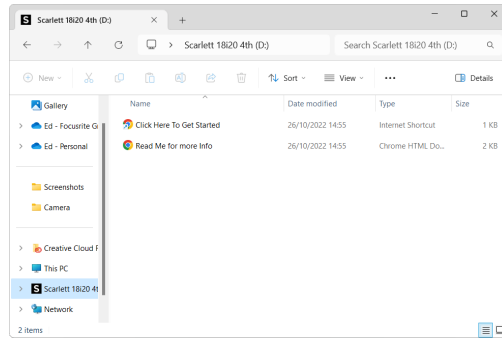 Scarlett 18i20 4th (D:)
Scarlett 18i20 4th (D:) Search Scarlett 18i20 4th (D:)
New Sort View Details
Name Date modified Type Size
Gallery
Ed - Focusrite G
Ed - Personal
Screenshots
Camera
Creative Cloud F
This PC
Scarlett 18i20 4t
Network
Click Here To Get Started 26/10/2022 14:55 Internet Shortcut 1 KB
Read Me for more Info 26/10/2022 14:55 Chrome HTML Do... 2 KB
2 items